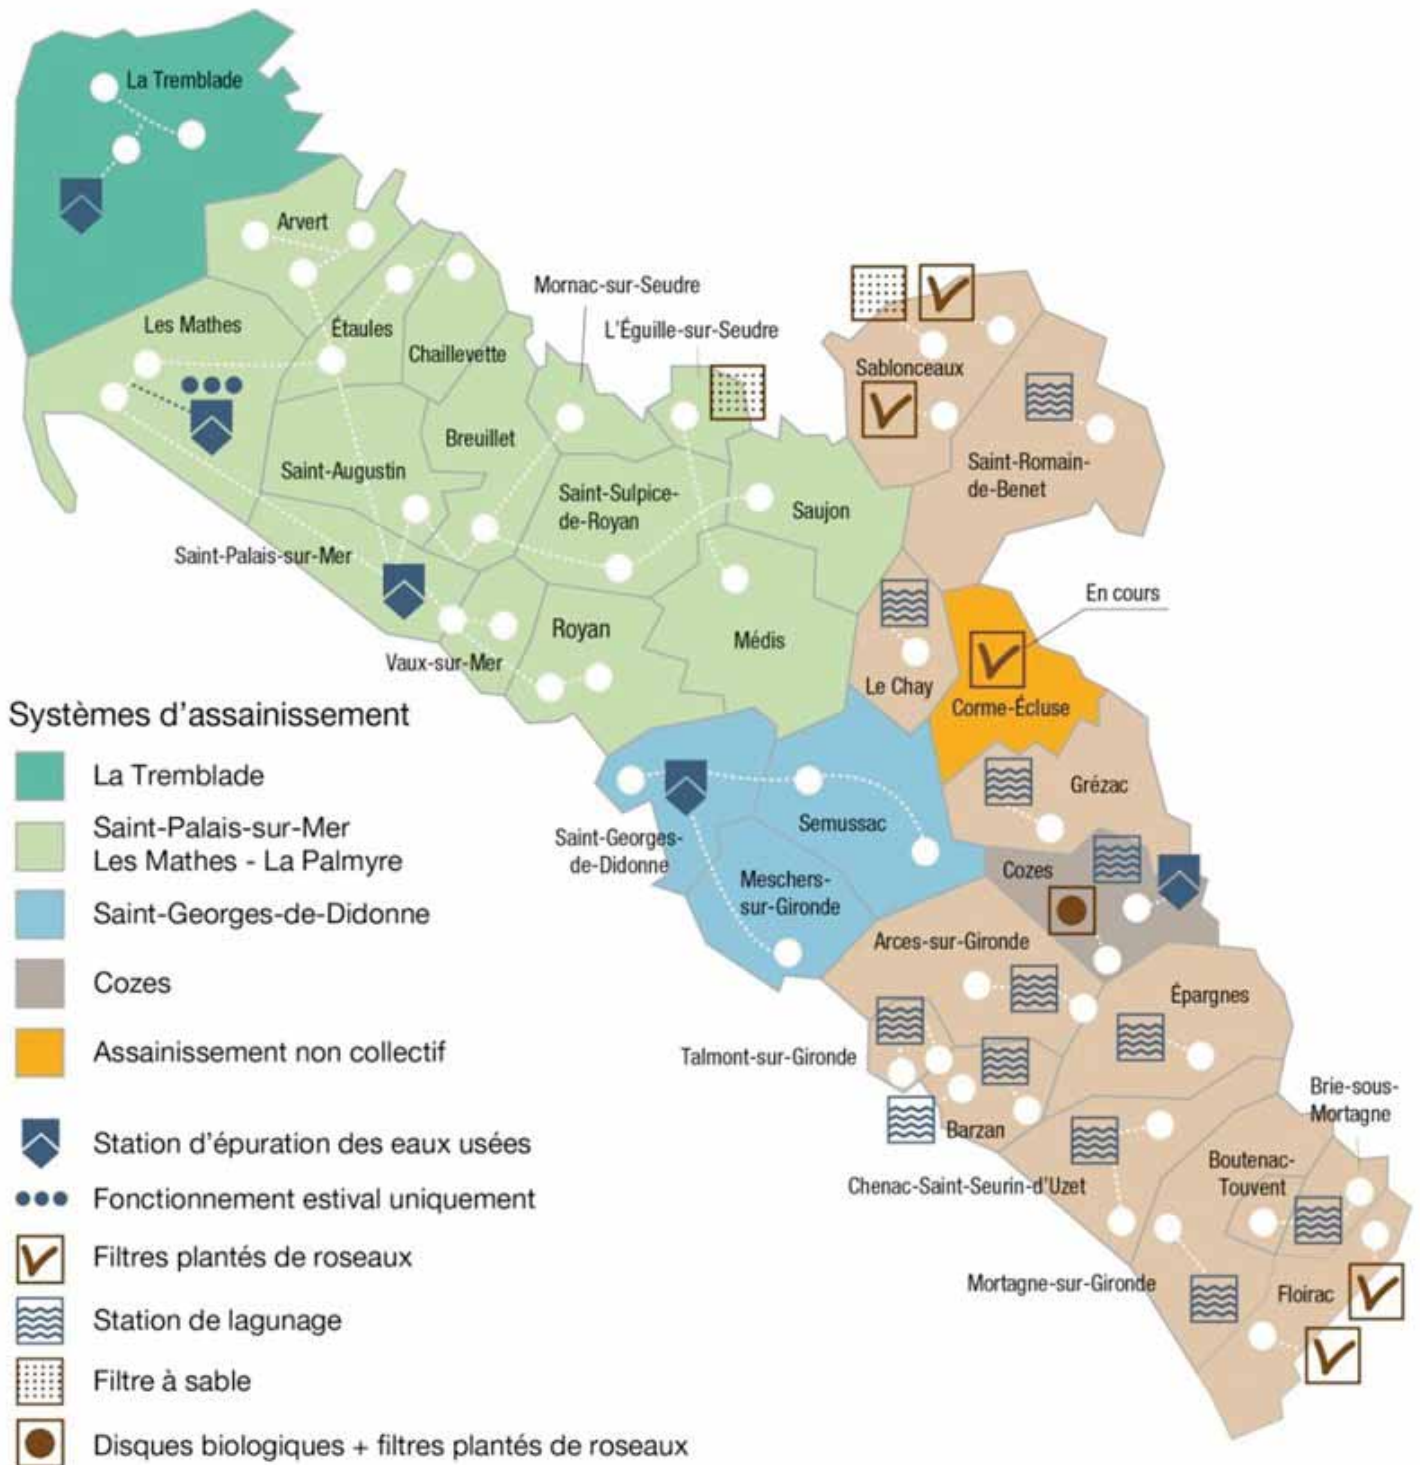 La Tremblade
Arvert
Les Mathes
Étaules
Chaillevette
Mornac-sur-Seudre
L'Éguille-sur-Seudre
Sablonceaux
Breuillet
Saint-Augustin
Saint-Sulpice-
de-Royan
Saujon
Saint-Romain-
de-Benet
Saint-Palais-sur-Mer
En cours
Royan
Médis
Vaux-sur-Mer
Le Chay
Corme-Écluse
Grézac
Semussac
Saint-Georges-
de-Didonne
Cozes
Meschers-
sur-Gironde
Arces-sur-Gironde
Épargnes
Talmont-sur-Gironde
Brie-sous-
Mortagne
Barzan
Boutenac-
Touvent
Chenac-Saint-Seurin-d'Uzet
Mortagne-sur-Gironde
Floirac
Systèmes d'assainissement
La Tremblade
Saint-Palais-sur-Mer
Les Mathes - La Palmyre
Saint-Georges-de-Didonne
Cozes
Assainissement non collectif
Station d'épuration des eaux usées
Fonctionnement estival uniquement
Filtres plantés de roseaux
Station de lagunage
Filtre à sable
Disques biologiques + filtres plantés de roseaux